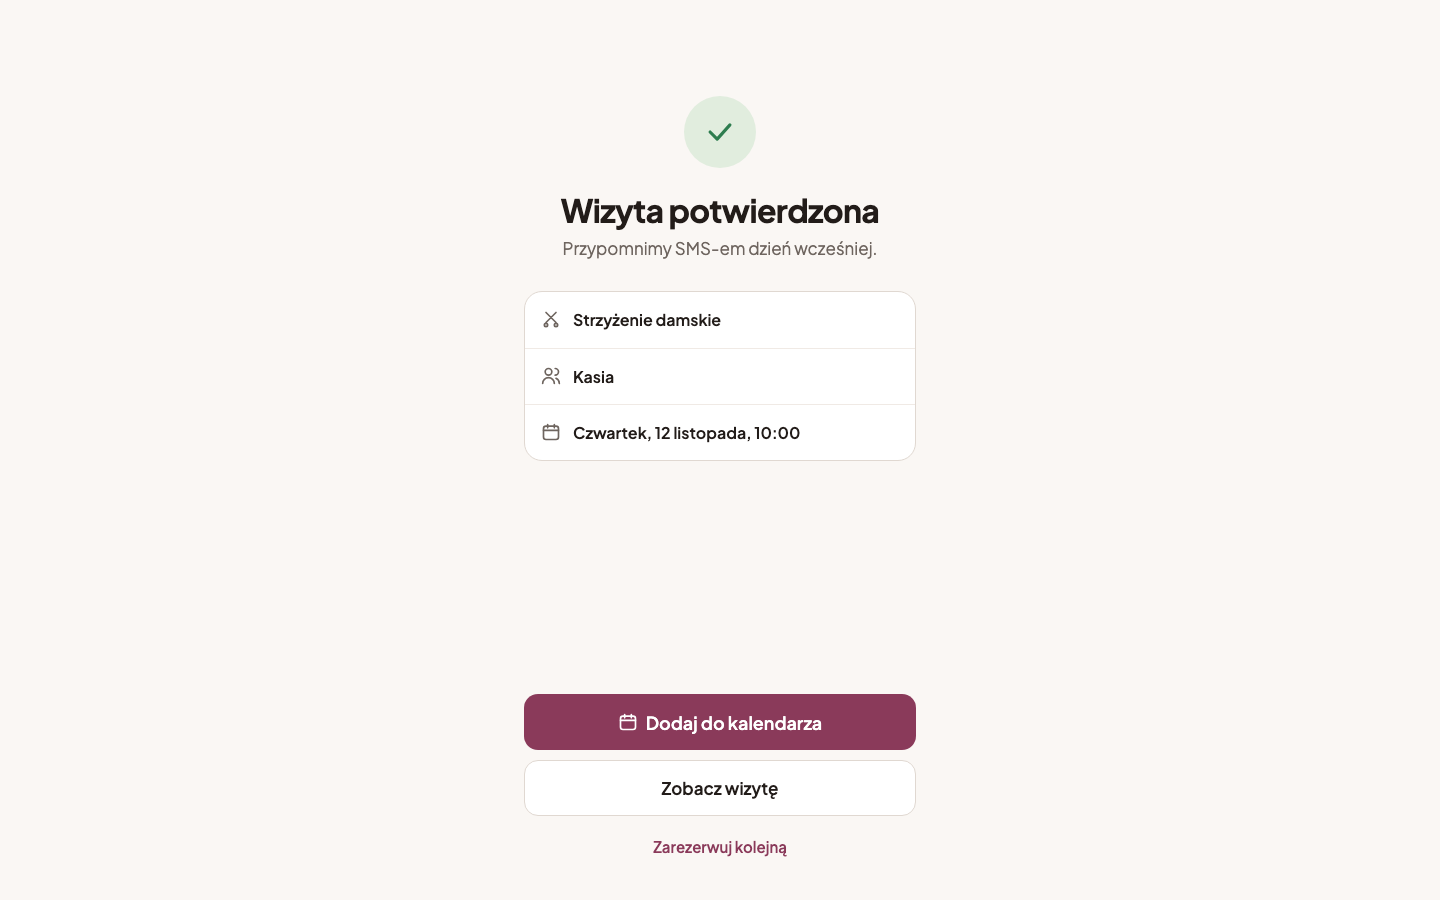 Wizyta potwierdzona
Przypomnimy SMS-em dzień wcześniej.
Strzyżenie damskie
Kasia
Czwartek, 12 listopada, 10:00
Dodaj do kalendarza
Zobacz wizytę
Zarezerwuj kolejną